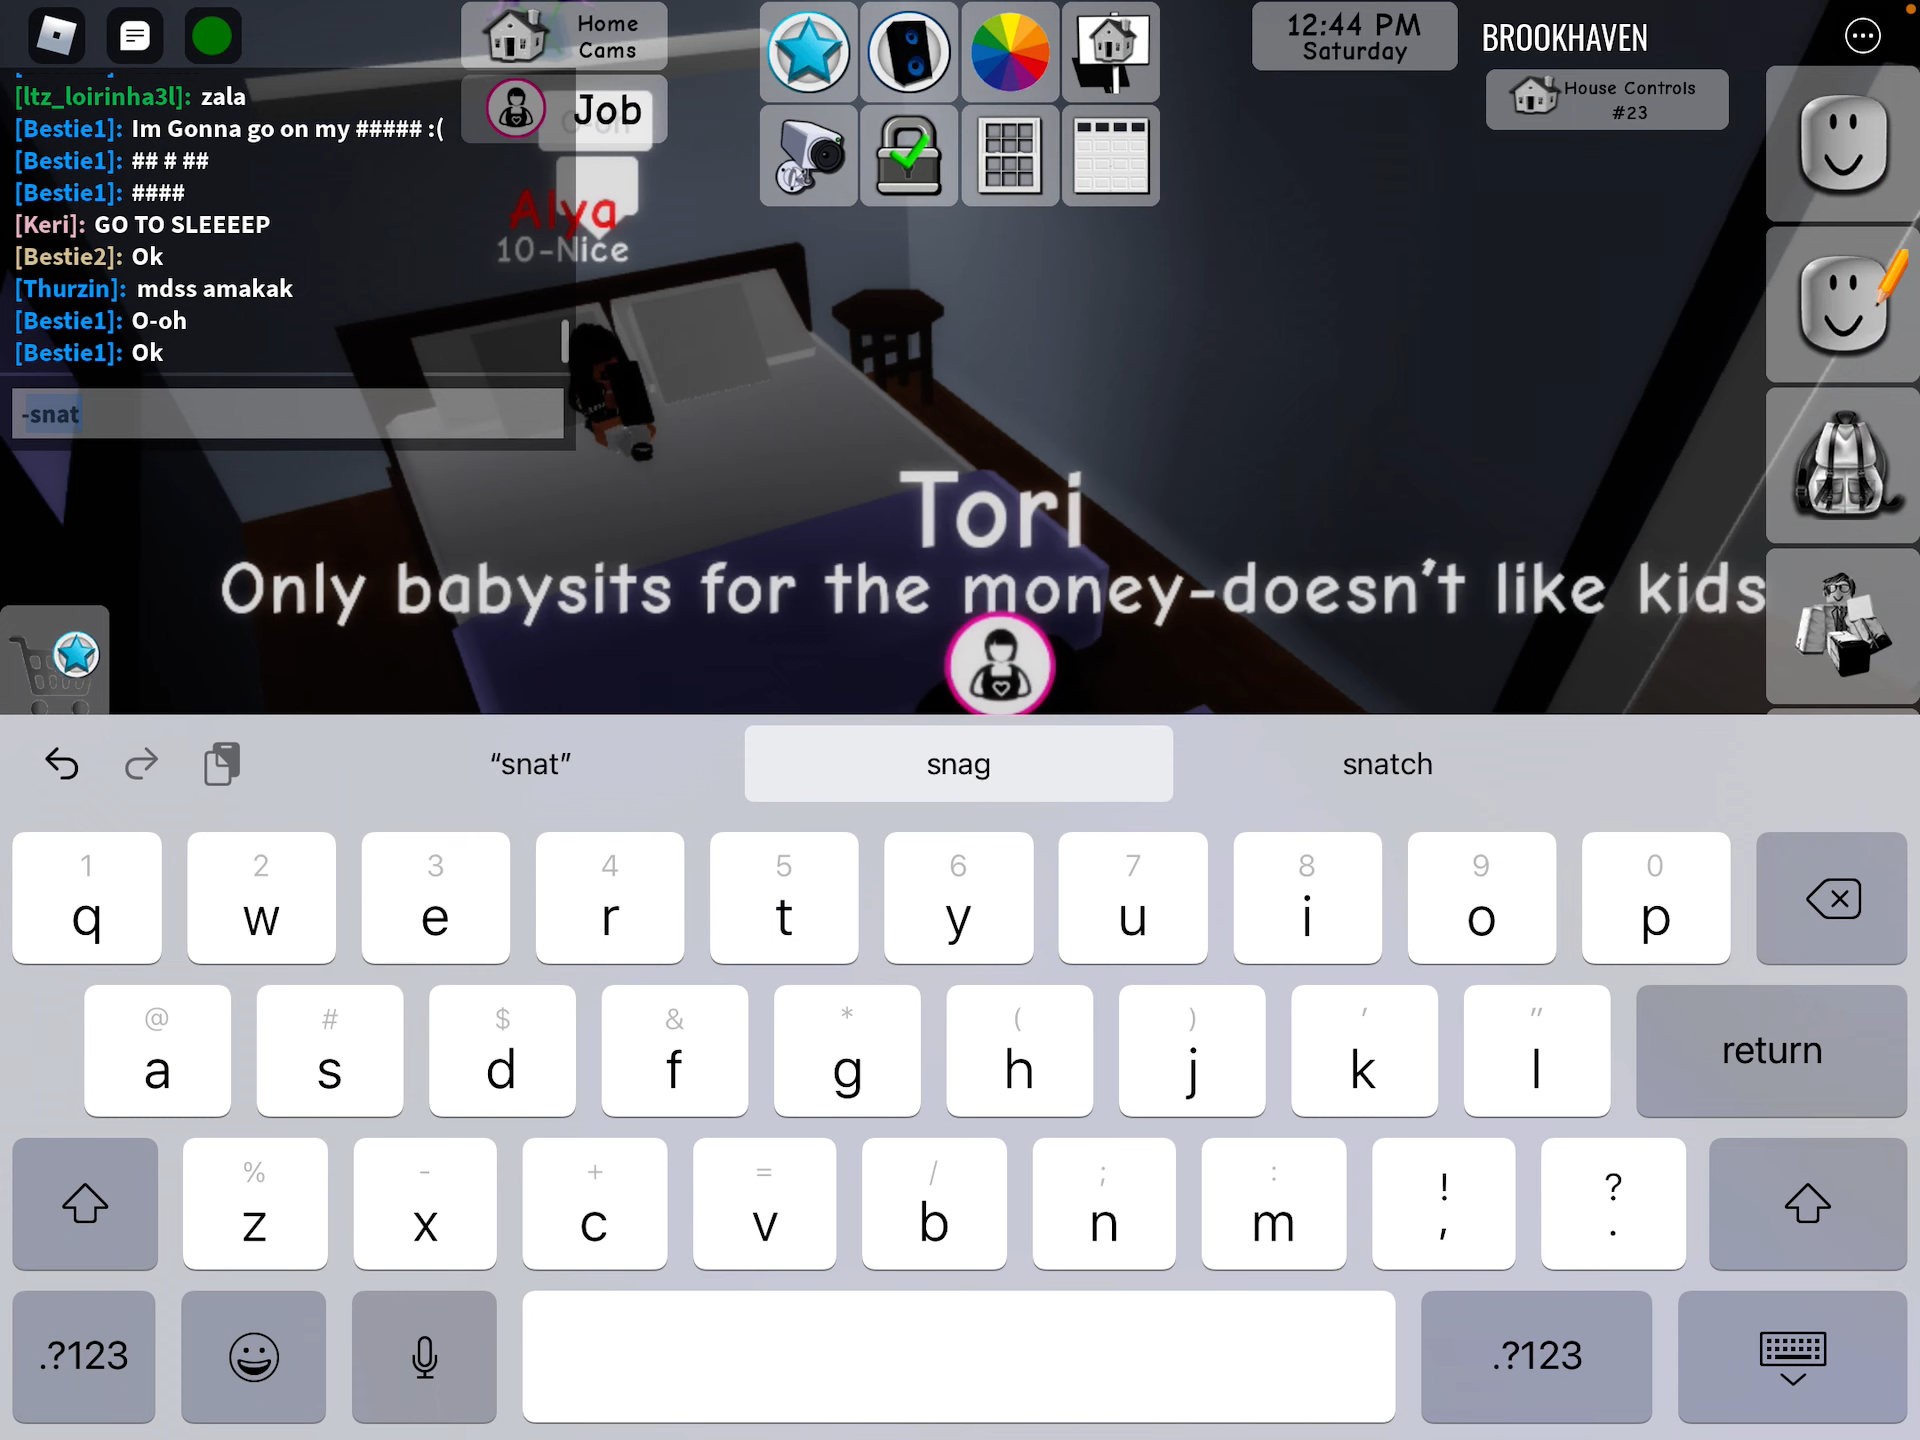 Home
Cams
12:44 PM
Saturday
BROOKHAVEN
[ltz_loirinha3l]: zala
[Bestie1]: Im Gonna go on my ##### :(
Job
House Controls
#23
[Bestie1]: ## # ##
[Bestie1]: ####
[Keri]: GO TO SLEEEEP
Alya
10-Nice
[Bestie2]: Ok
[Thurzin]: mdss amakak
[Bestie1]: O-oh
[Bestie1]: Ok
-snat
Tori
Only babysits for the money-doesn't like kids
“snat” snag snatch
1 2 3 4 5 6 7 8 9 0
q w e r t y u i o p
@ # $ & * ( ) ' "
a s d f g h j k l return
% - + = / ; : ! ?
z x c v b n m , .
.?123 .?123